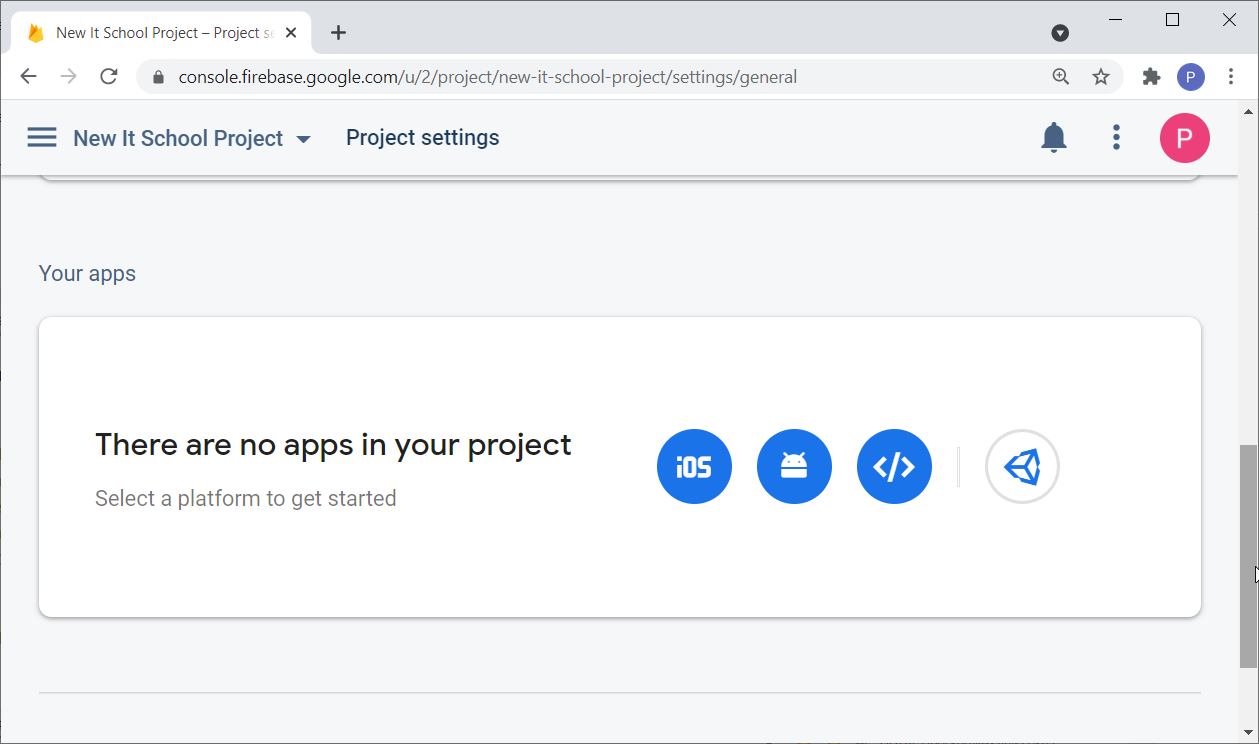 New It School Project – Project se
console.firebase.google.com/u/2/project/new-it-school-project/settings/general
P
New It School Project
Project settings
P
Your apps
There are no apps in your project
iOS
Select a platform to get started